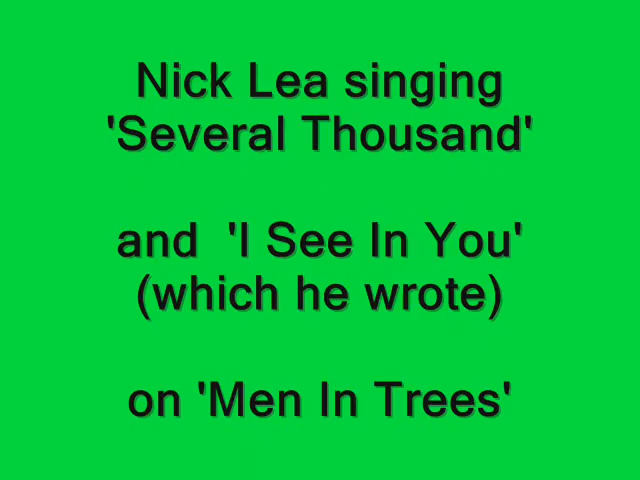 Nick Lea singing
'Several Thousand'
and  'I See In You'
(which he wrote)
on 'Men In Trees'